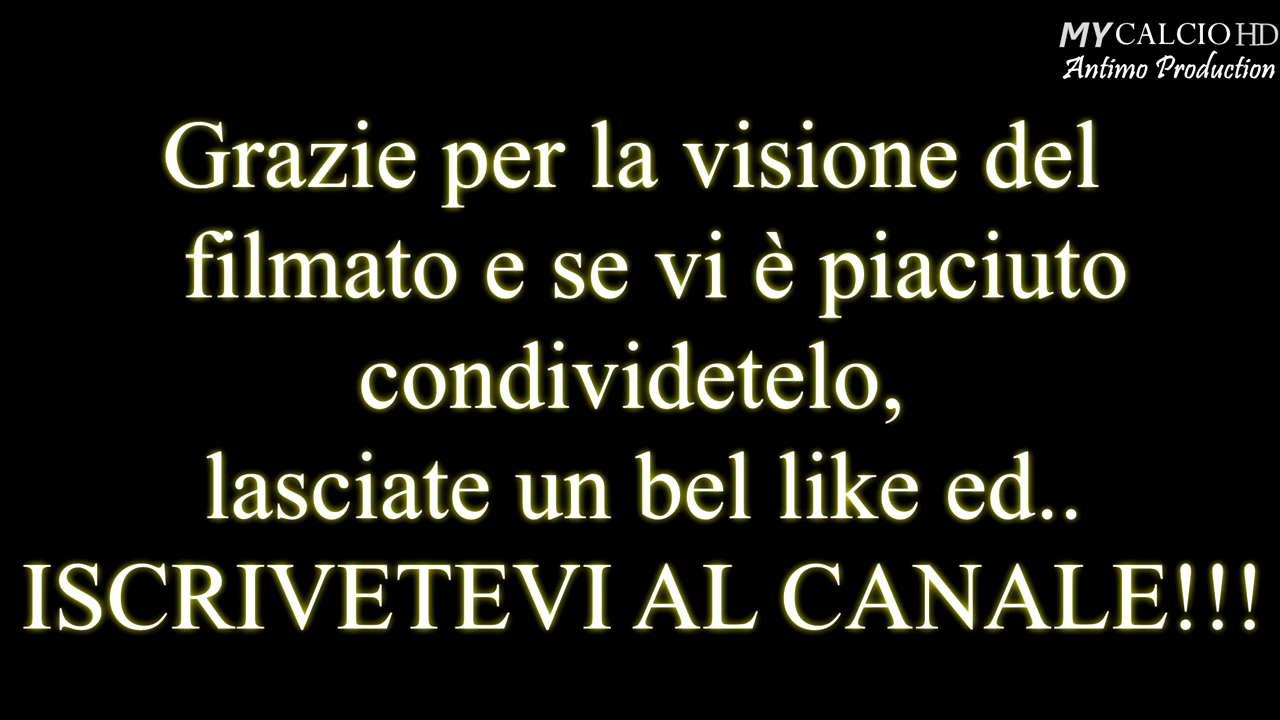 MYCALCIO HD
Antimo Production
Grazie per la visione del
filmato e se vi è piaciuto
condividetelo,
lasciate un bel like ed..
ISCRIVETEVI AL CANALE!!!